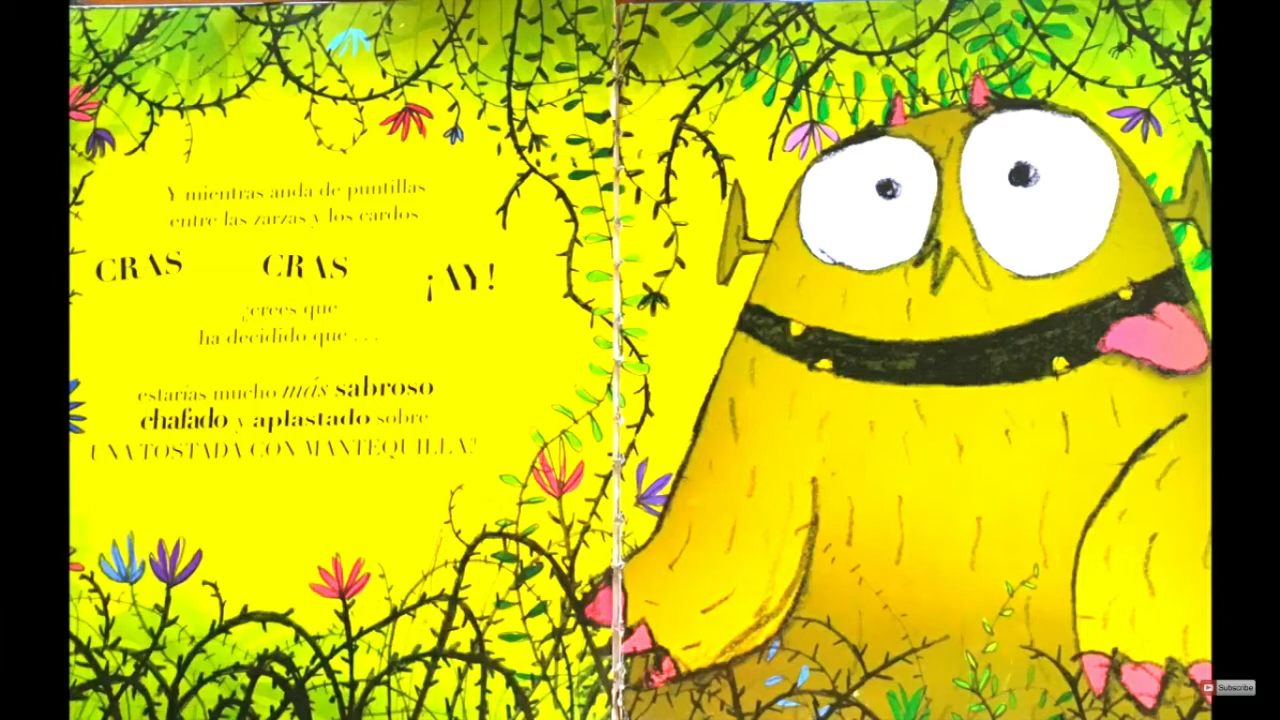 Y mientras anda de puntillas
entre las zarzas y los cardos
CRAS CRAS ¡AY!
¿crees que
ha decidido que . . .
estarías mucho más sabroso
chafado y aplastado sobre
UNA TOSTADA CON MANTEQUILLA?
Subscribe